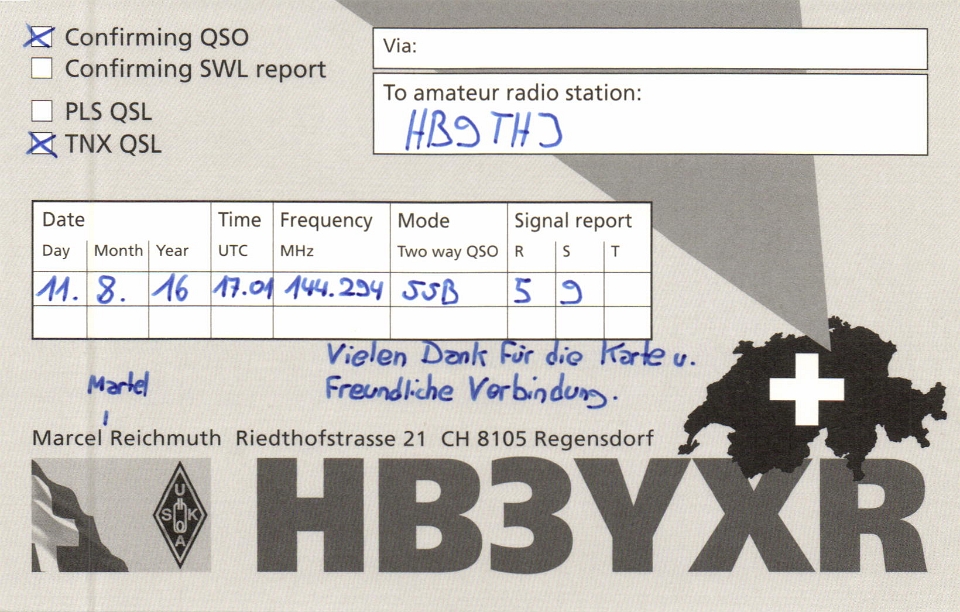 Confirming QSO
Confirming SWL report
PLS QSL
TNX QSL
Via:
To amateur radio station:
HB9THJ
Date Time Frequency Mode Signal report
Day Month Year UTC MHz Two way QSO R S T
11. 8. 16 17.01 144.294 SSB 5 9
Vielen Dank für die Karte u.
Freundliche Verbindung.
Martel
Marcel Reichmuth Riedthofstrasse 21 CH 8105 Regensdorf
USKA
HB3YXR